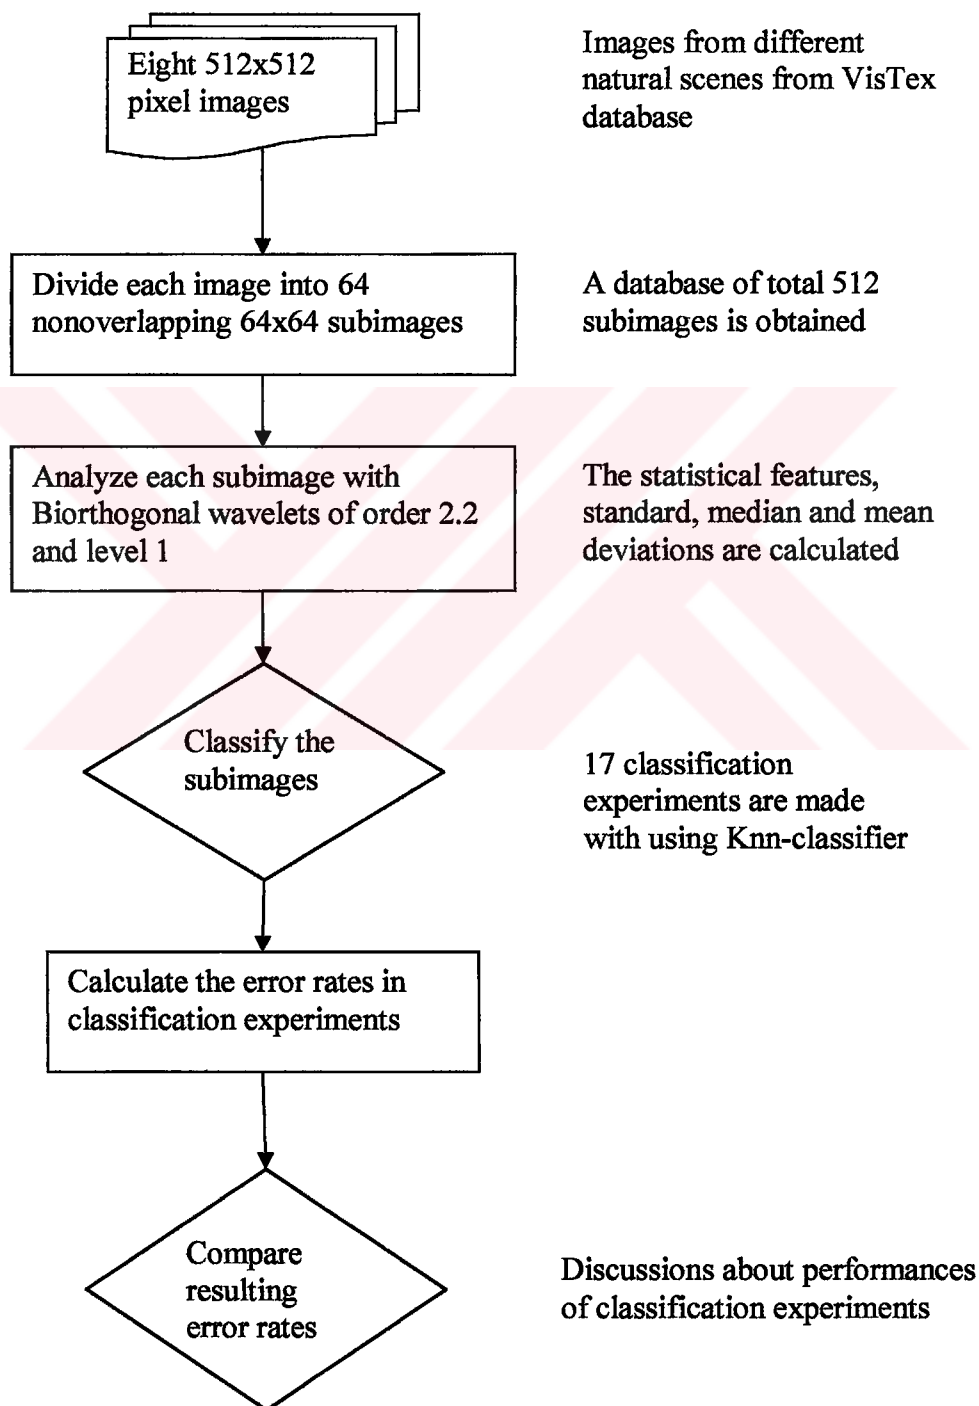 Eight 512x512
pixel images
Images from different
natural scenes from VisTex
database
Divide each image into 64
nonoverlapping 64x64 subimages
A database of total 512
subimages is obtained
Analyze each subimage with
Biorthogonal wavelets of order 2.2
and level 1
The statistical features,
standard, median and mean
deviations are calculated
Classify the
subimages
17 classification
experiments are made
with using Knn-classifier
Calculate the error rates in
classification experiments
Compare
resulting
error rates
Discussions about performances
of classification experiments